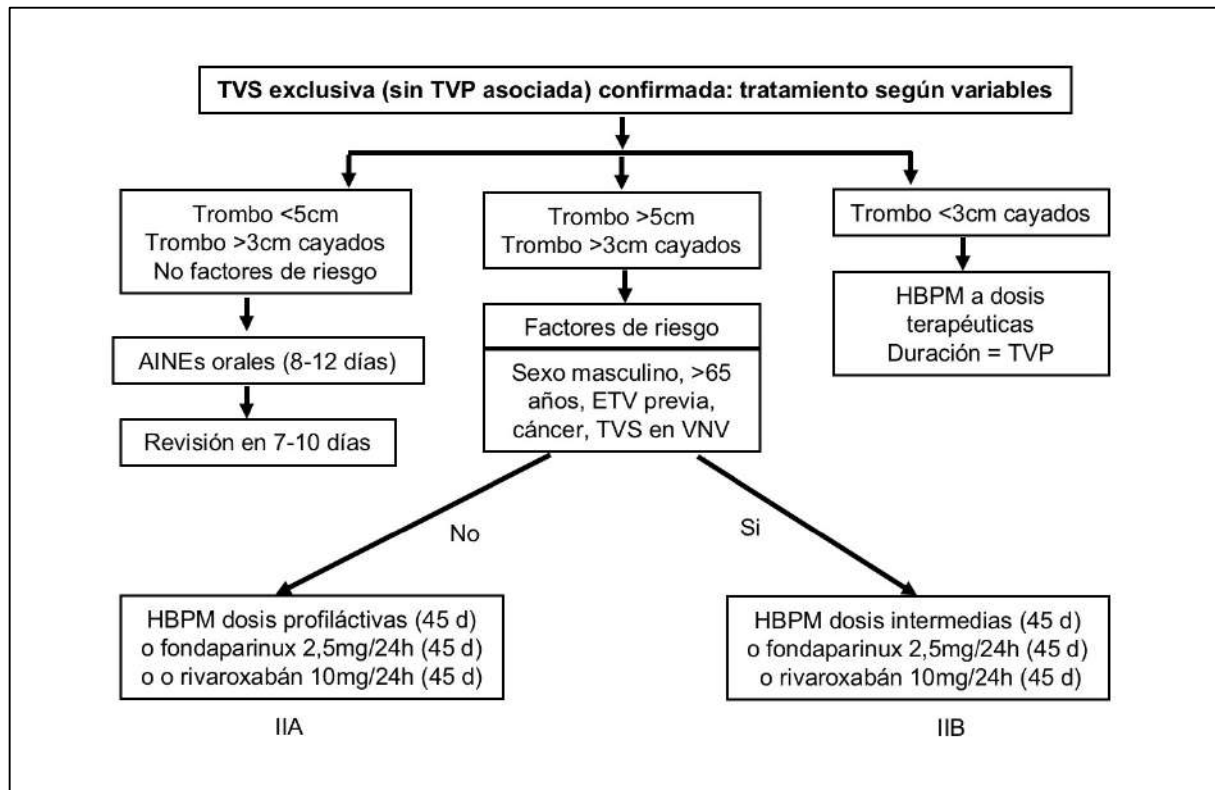 TVS exclusiva (sin TVP asociada) confirmada: tratamiento según variables
Trombo <5cm
Trombo >3cm cayados
No factores de riesgo
AINEs orales (8-12 días)
Revisión en 7-10 días
Trombo >5cm
Trombo >3cm cayados
Factores de riesgo
Sexo masculino, >65
años, ETV previa,
cáncer, TVS en VNV
Trombo <3cm cayados
HBPM a dosis
terapéuticas
Duración = TVP
No
Si
HBPM dosis profiláctivas (45 d)
o fondaparinux 2,5mg/24h (45 d)
o o rivaroxabán 10mg/24h (45 d)
IIA
HBPM dosis intermedias (45 d)
o fondaparinux 2,5mg/24h (45 d)
o rivaroxabán 10mg/24h (45 d)
IIB